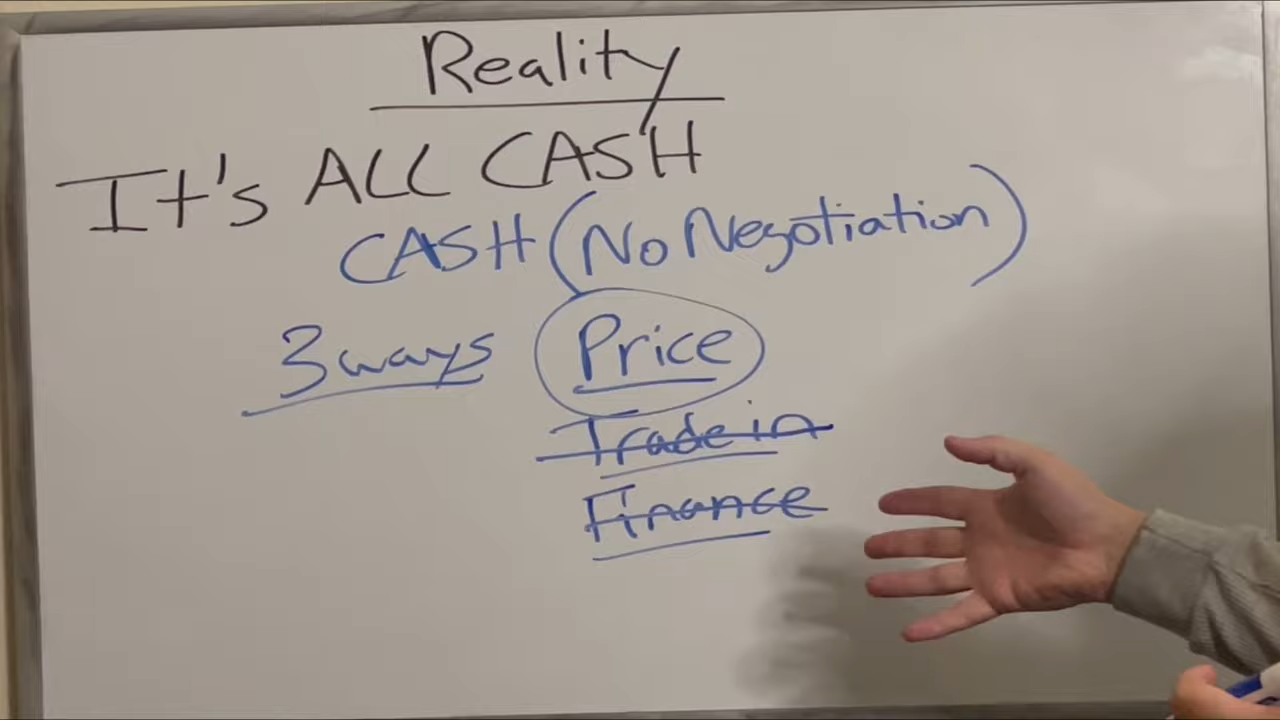 Reality
It's ALL CASH
CASH (No Negotiation)
3 ways Price
Trade in
Finance